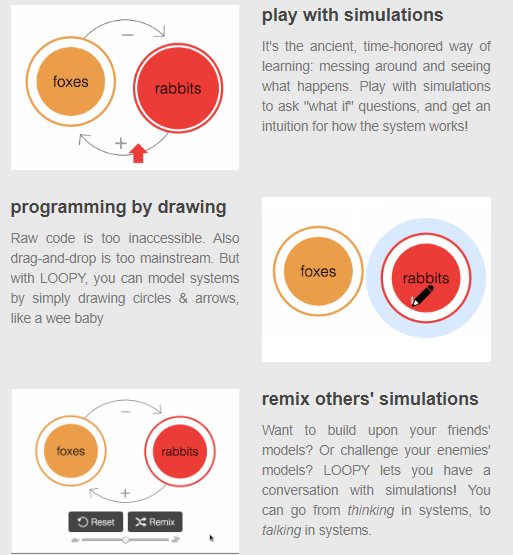 foxes
−
rabbits
+
play with simulations
It's the ancient, time-honored way of
learning: messing around and seeing
what happens. Play with simulations
to ask "what if" questions, and get an
intuition for how the system works!
programming by drawing
Raw code is too inaccessible. Also
drag-and-drop is too mainstream. But
with LOOPY, you can model systems
by simply drawing circles & arrows,
like a wee baby
foxes
rabbits
foxes
−
rabbits
+
Reset
Remix
remix others' simulations
Want to build upon your friends'
models? Or challenge your enemies'
models? LOOPY lets you have a
conversation with simulations! You
can go from thinking in systems, to
talking in systems.